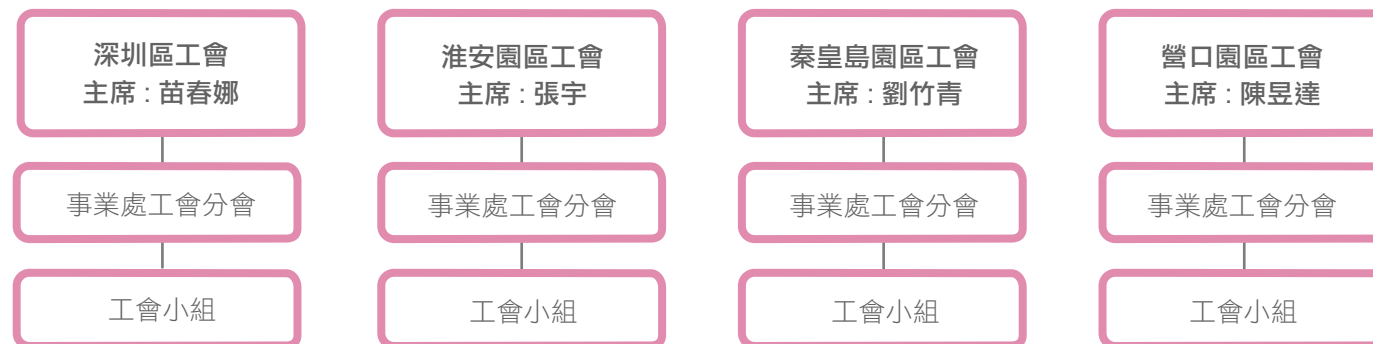 深圳區工會
主席 : 苗春娜
淮安園區工會
主席 : 張宇
秦皇島園區工會
主席 : 劉竹青
營口園區工會
主席 : 陳昱達
事業處工會分會
事業處工會分會
事業處工會分會
事業處工會分會
工會小組
工會小組
工會小組
工會小組